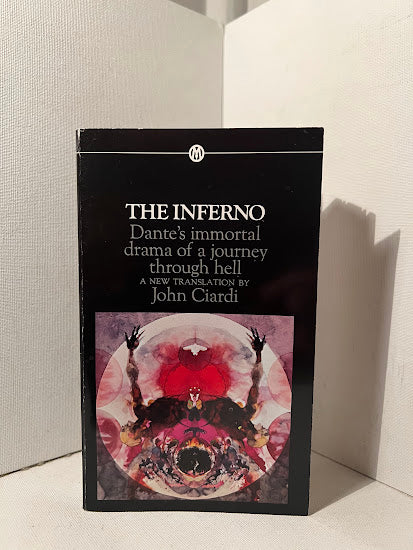 M
THE INFERNO
Dante's immortal
drama of a journey
through hell
A NEW TRANSLATION BY
John Ciardi